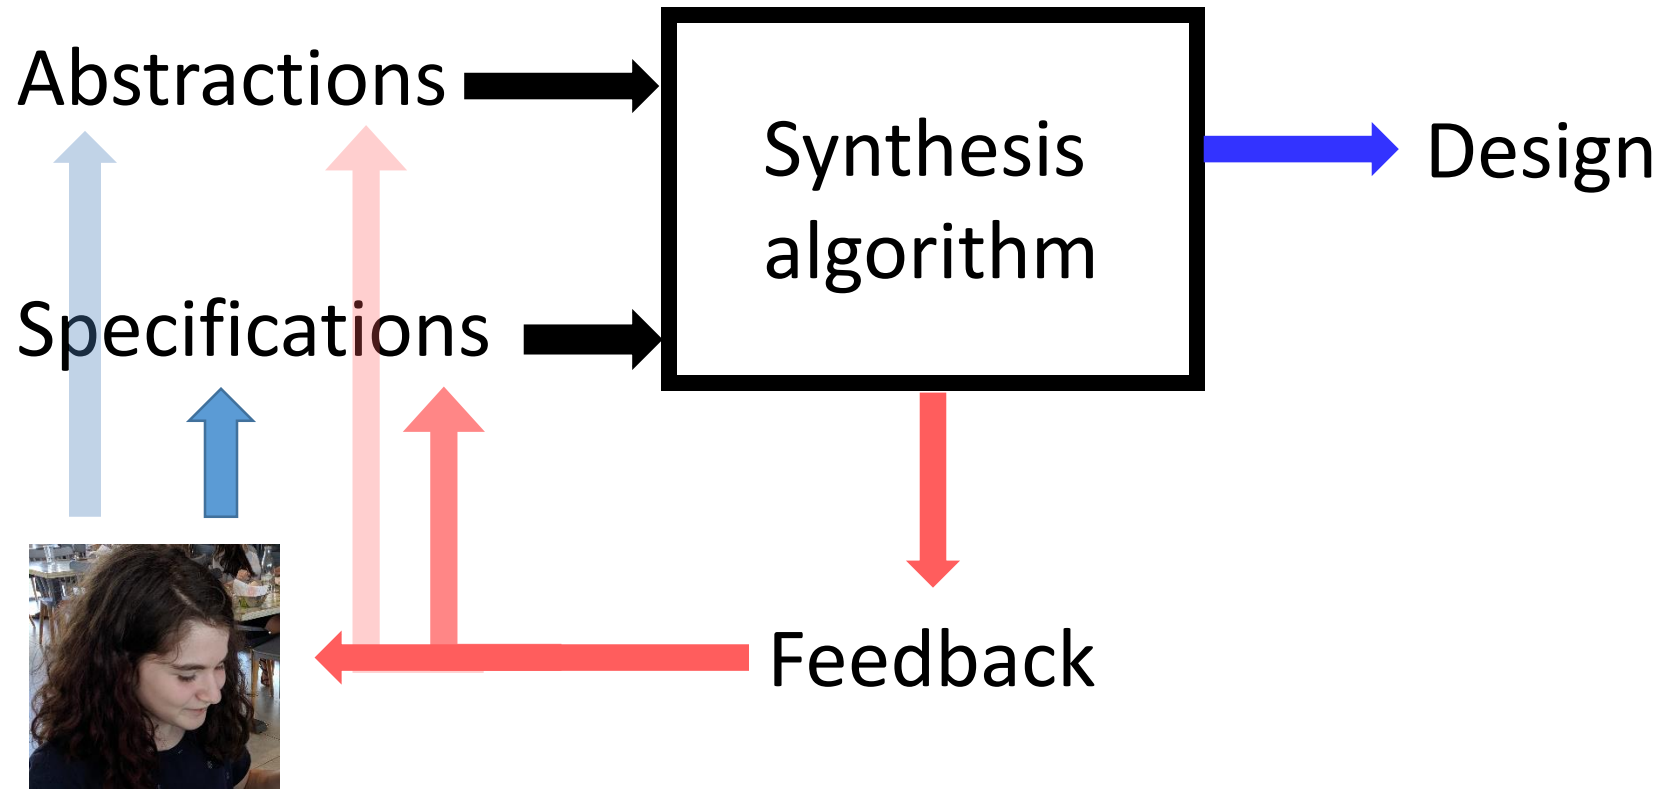 Abstractions
Synthesis
algorithm
Design
Specifications
Feedback